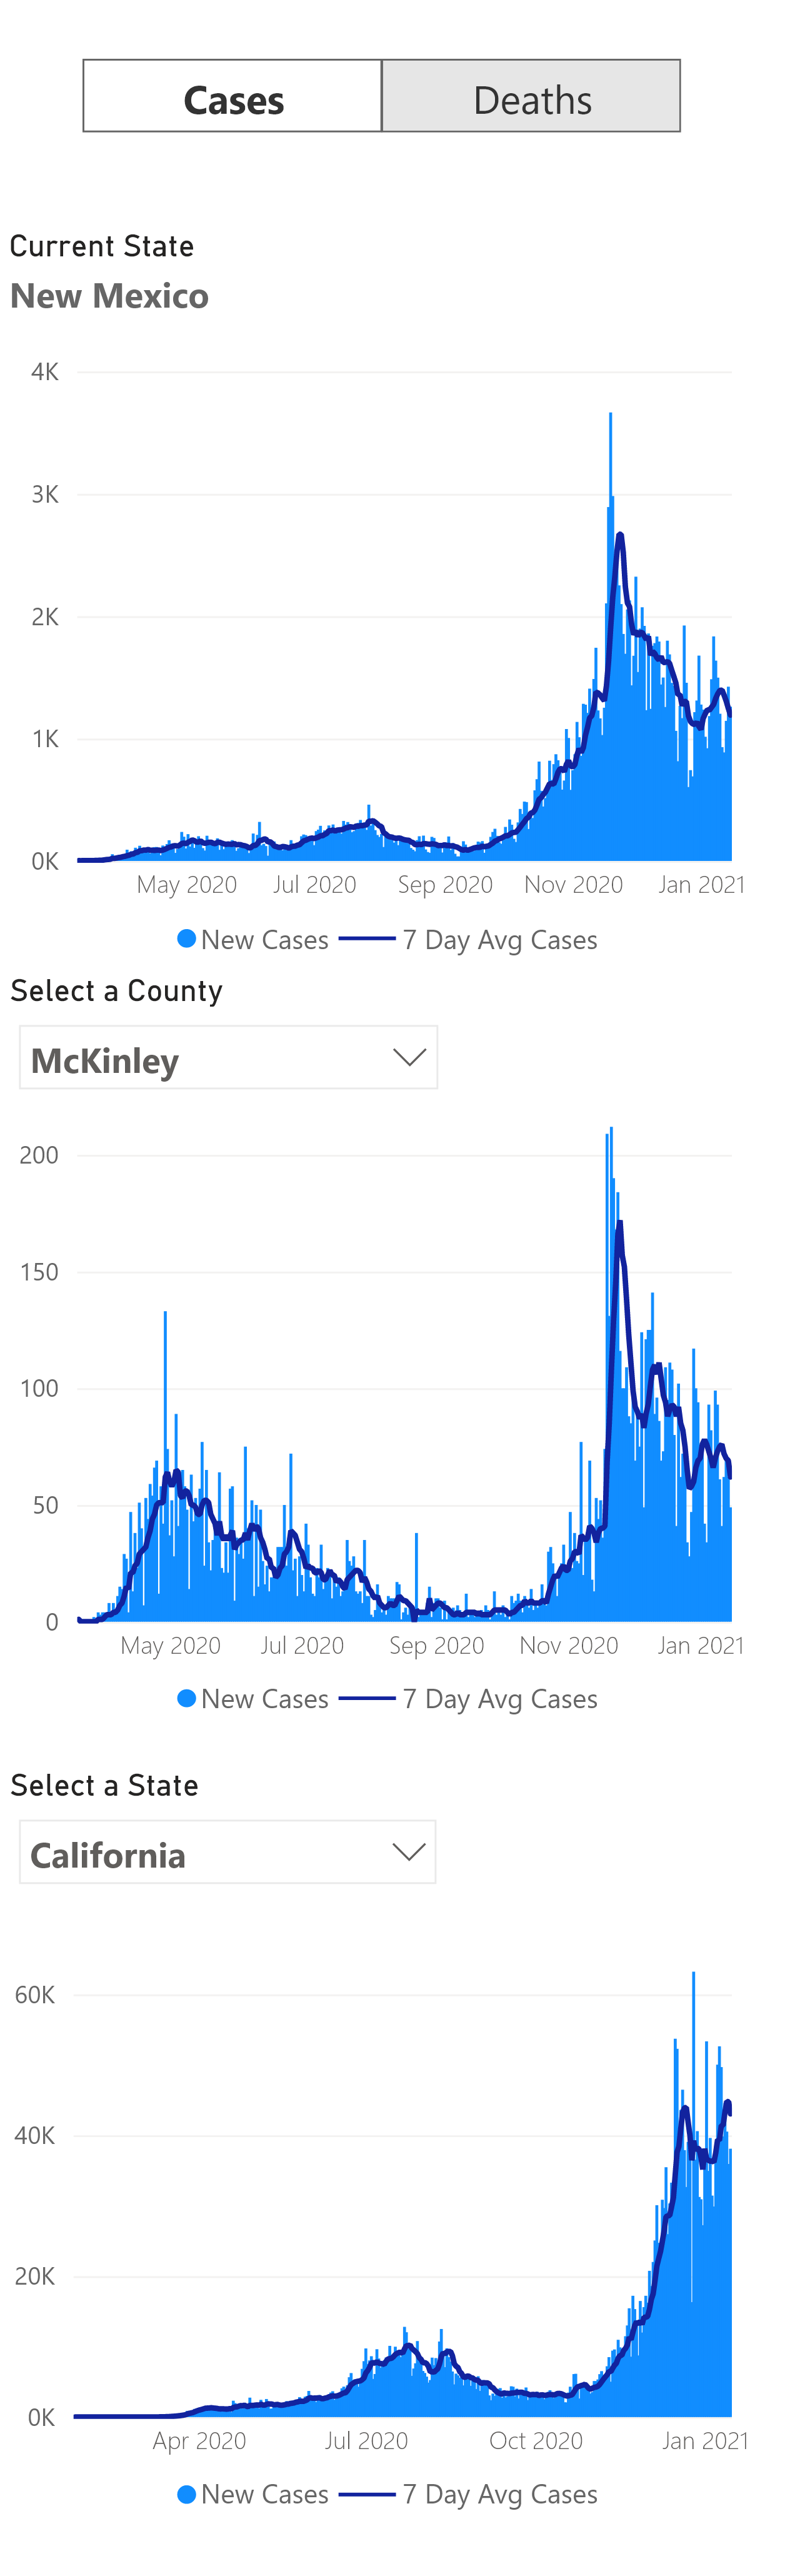 Cases Deaths
Current State
New Mexico
4K
3K
2K
1K
0K
May 2020 Jul 2020 Sep 2020 Nov 2020 Jan 2021
New Cases 7 Day Avg Cases
Select a County
McKinley
200
150
100
50
0
May 2020 Jul 2020 Sep 2020 Nov 2020 Jan 2021
New Cases 7 Day Avg Cases
Select a State
California
60K
40K
20K
0K
Apr 2020 Jul 2020 Oct 2020 Jan 2021
New Cases 7 Day Avg Cases